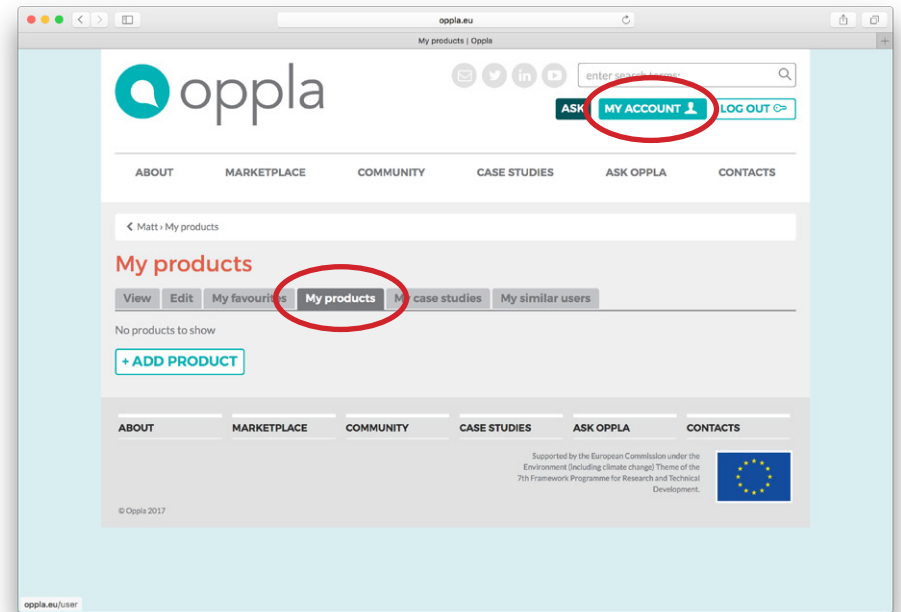 oppla.eu
My products | Oppla
oppla
enter search terms:
ASK MY ACCOUNT LOG OUT
ABOUT MARKETPLACE COMMUNITY CASE STUDIES ASK OPPLA CONTACTS
Matt › My products
My products
View Edit My favourites My products My case studies My similar users
No products to show
+ ADD PRODUCT
ABOUT MARKETPLACE COMMUNITY CASE STUDIES ASK OPPLA CONTACTS
Supported by the European Commission under the
Environment (including climate change) Theme of the
7th Framework Programme for Research and Technical
Development.
© Oppla 2017
oppla.eu/user